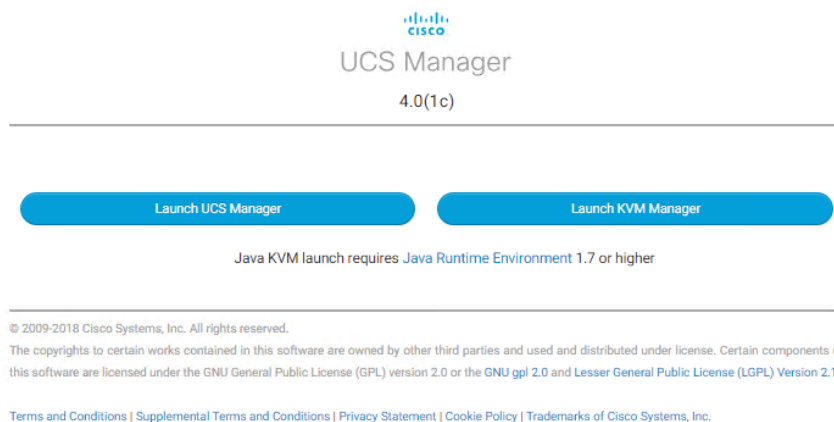 CISCO
UCS Manager
4.0(1c)
Launch UCS Manager
Launch KVM Manager
Java KVM launch requires Java Runtime Environment 1.7 or higher
© 2009-2018 Cisco Systems, Inc. All rights reserved.
The copyrights to certain works contained in this software are owned by other third parties and used and distributed under license. Certain components
this software are licensed under the GNU General Public License (GPL) version 2.0 or the GNU gpl 2.0 and Lesser General Public License (LGPL) Version 2.1
Terms and Conditions | Supplemental Terms and Conditions | Privacy Statement | Cookie Policy | Trademarks of Cisco Systems, Inc.